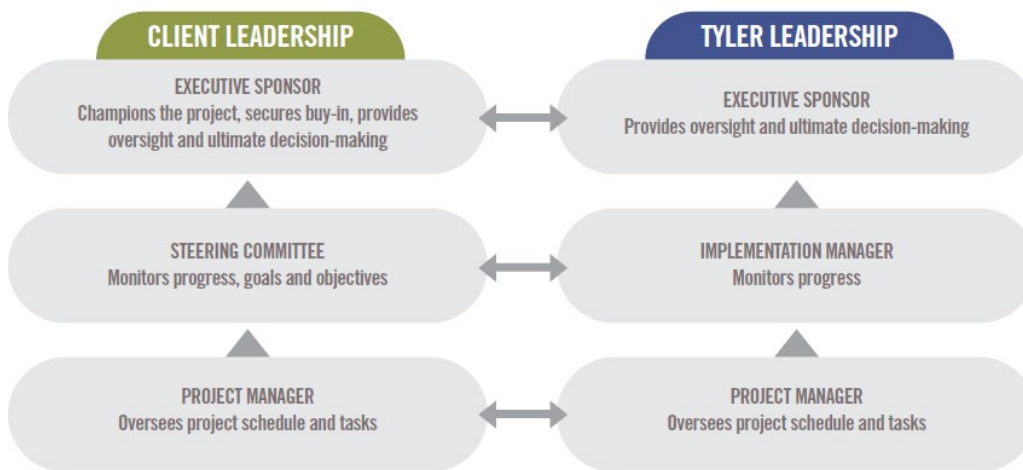 CLIENT LEADERSHIP
EXECUTIVE SPONSOR
Champions the project, secures buy-in, provides
oversight and ultimate decision-making
STEERING COMMITTEE
Monitors progress, goals and objectives
PROJECT MANAGER
Oversees project schedule and tasks
TYLER LEADERSHIP
EXECUTIVE SPONSOR
Provides oversight and ultimate decision-making
IMPLEMENTATION MANAGER
Monitors progress
PROJECT MANAGER
Oversees project schedule and tasks